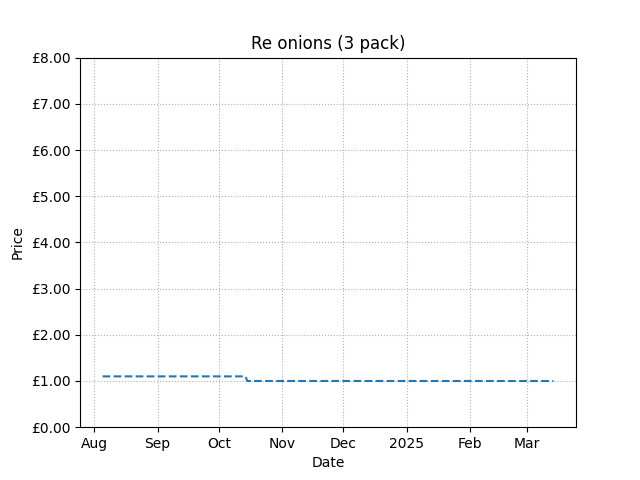 Re onions (3 pack)
£8.00
£7.00
£6.00
£5.00
£4.00
£3.00
£2.00
£1.00
£0.00
Price
Aug Sep Oct Nov Dec 2025 Feb Mar
Date